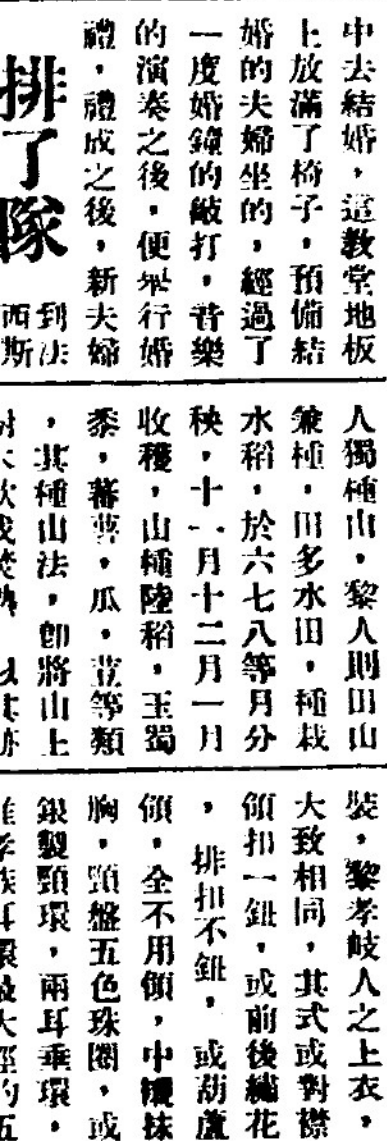 中去結婚,這教堂地板
上放滿了椅子,預備結
婚的夫婦坐的,經過了
一度婚鐘的敲打,音樂
的演奏之後,便舉行婚
禮,禮成之後,新夫婦
排了隊
到法
西斯
人獨種山,黎人則田山
兼種,田多水田,種栽
水稻,於六七八等月分
秧,十一月十二月一月
收穫,山種陸稻,玉蜀
黍,蕃薯,瓜,荳等類
,其種山法,卽將山上
裝,黎孝岐人之上衣,
大致相同,其式或對襟
領扣一鈕,或前後繡花
,排扣不鈕,或葫蘆
領,全不用領,中襯抹
胸,頸盤五色珠圈,或
銀製頸環,兩耳垂環,